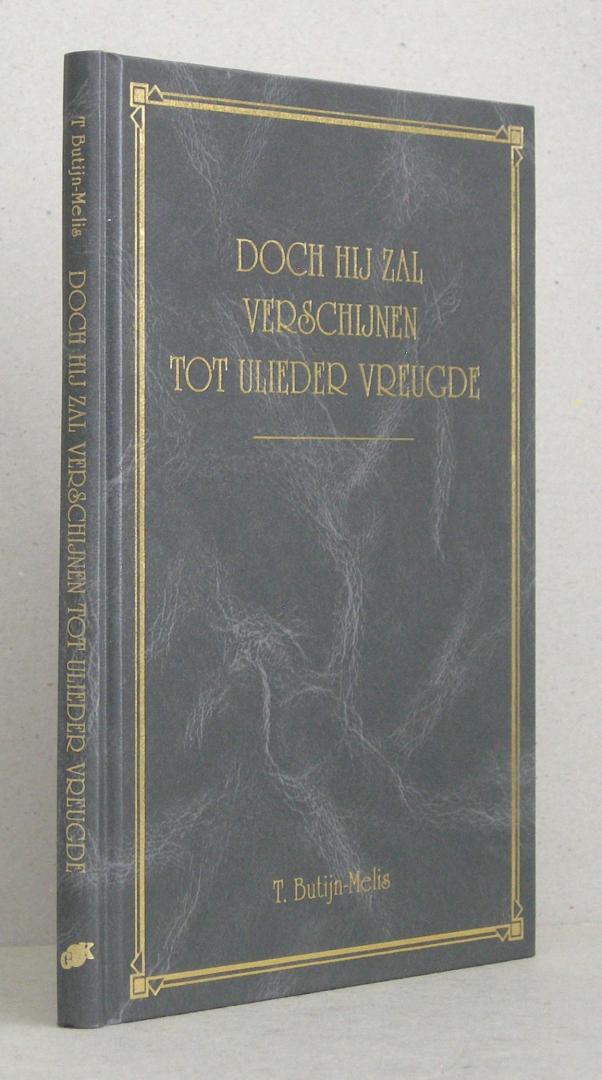 T Butijn-Melis DOCH HIJ ZAL VERSCHIJNEN TOT ULIEDER VREUGDE
DOCH HIJ ZAL
VERSCHIJNEN
TOT ULIEDER VREUGDE
T. Butijn-Melis